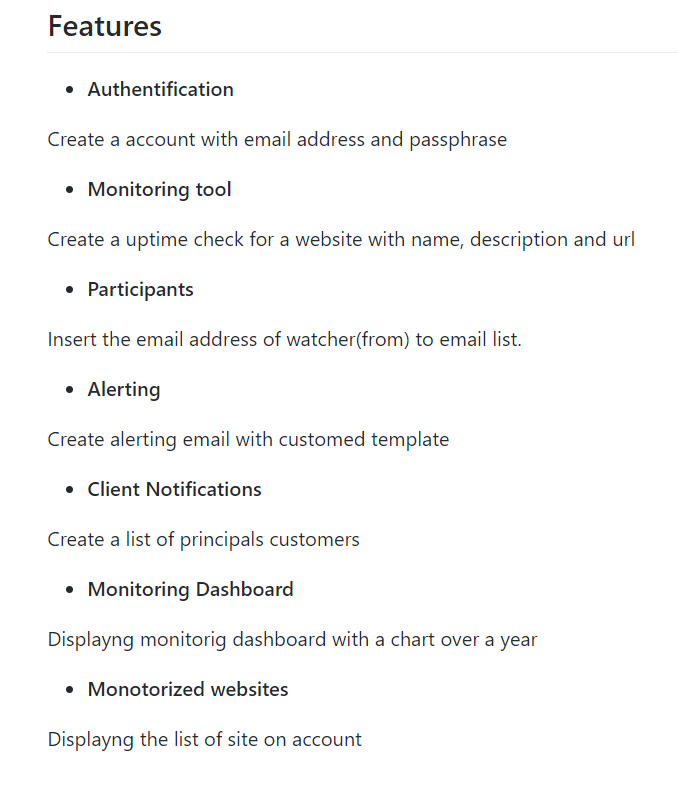 Features
Authentification
Create a account with email address and passphrase
Monitoring tool
Create a uptime check for a website with name, description and url
Participants
Insert the email address of watcher(from) to email list.
Alerting
Create alerting email with customed template
Client Notifications
Create a list of principals customers
Monitoring Dashboard
Displayng monitorig dashboard with a chart over a year
Monotorized websites
Displayng the list of site on account